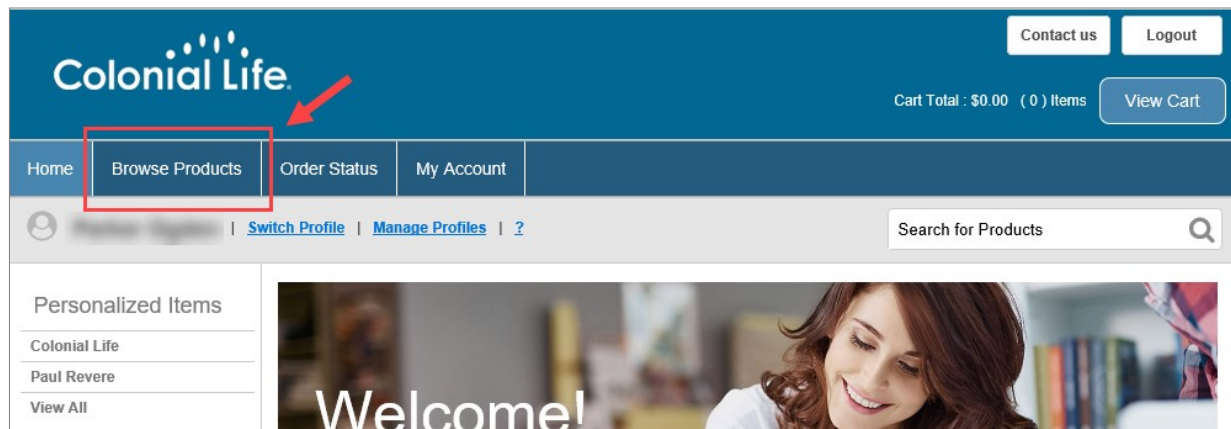 Contact us
Logout
Colonial Life.
Cart Total : $0.00 ( 0 ) Items
View Cart
Home
Browse Products
Order Status
My Account
| Switch Profile | Manage Profiles | ?
Search for Products
Personalized Items
Colonial Life
Paul Revere
View All
Welcome!